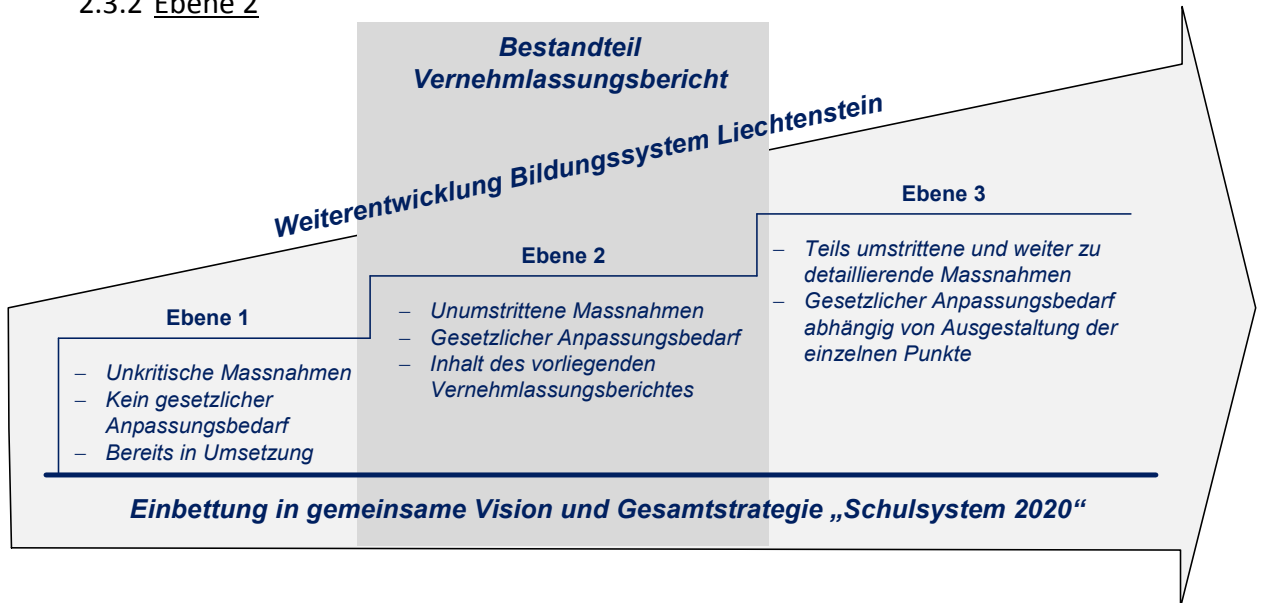 2.3.2 Ebene 2
Bestandteil
Vernehmlassungsbericht
Weiterentwicklung Bildungssystem Liechtenstein
Ebene 1
– Unkritische Massnahmen
– Kein gesetzlicher
Anpassungsbedarf
– Bereits in Umsetzung
Ebene 2
– Unumstrittene Massnahmen
– Gesetzlicher Anpassungsbedarf
– Inhalt des vorliegenden
Vernehmlassungsberichtes
Ebene 3
– Teils umstrittene und weiter zu
detaillierende Massnahmen
– Gesetzlicher Anpassungsbedarf
abhängig von Ausgestaltung der
einzelnen Punkte
Einbettung in gemeinsame Vision und Gesamtstrategie „Schulsystem 2020“